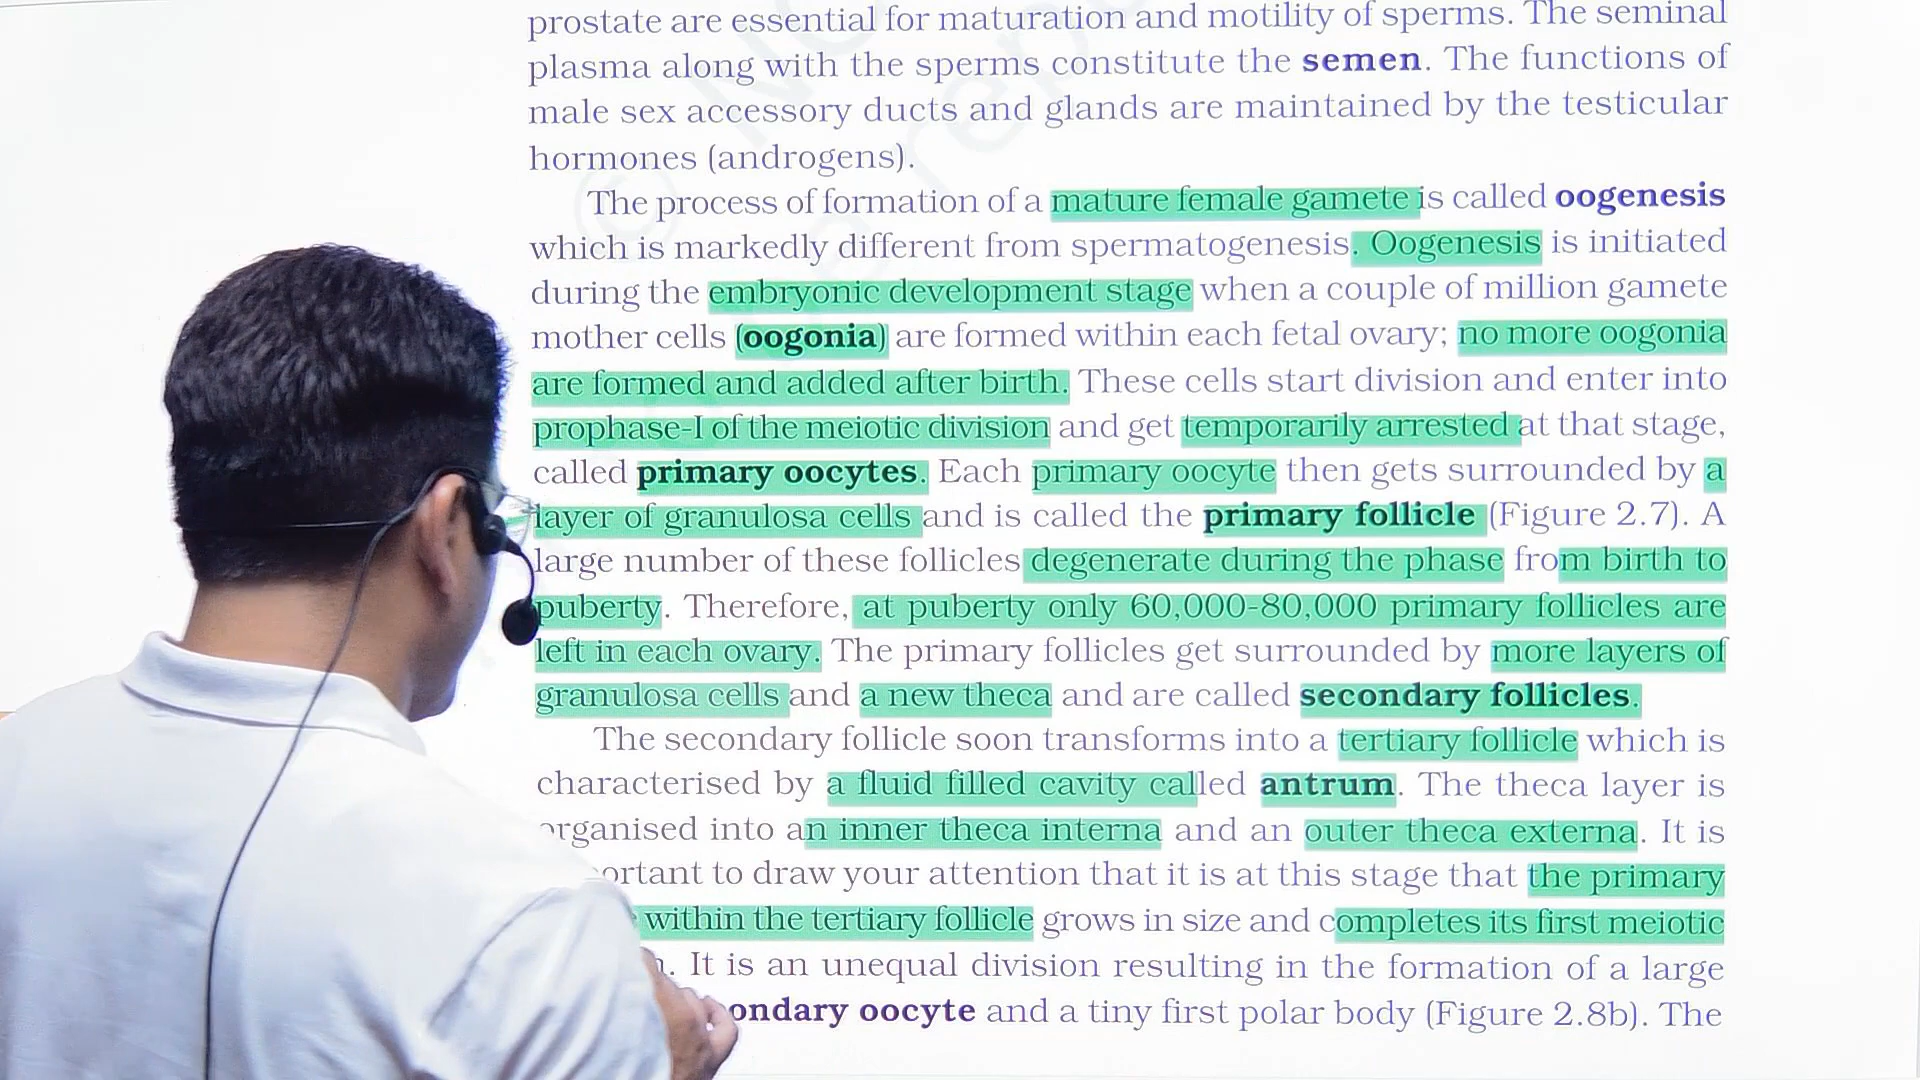 prostate are essential for maturation and motility of sperms. The seminal
plasma along with the sperms constitute the semen. The functions of
male sex accessory ducts and glands are maintained by the testicular
hormones (androgens).
The process of formation of a mature female gamete is called oogenesis
which is markedly different from spermatogenesis. Oogenesis is initiated
during the embryonic development stage when a couple of million gamete
mother cells (oogonia) are formed within each fetal ovary; no more oogonia
are formed and added after birth. These cells start division and enter into
prophase-I of the meiotic division and get temporarily arrested at that stage,
called primary oocytes. Each primary oocyte then gets surrounded by a
layer of granulosa cells and is called the primary follicle (Figure 2.7). A
large number of these follicles degenerate during the phase from birth to
puberty. Therefore, at puberty only 60,000-80,000 primary follicles are
left in each ovary. The primary follicles get surrounded by more layers of
granulosa cells and a new theca and are called secondary follicles.
The secondary follicle soon transforms into a tertiary follicle which is
characterised by a fluid filled cavity called antrum. The theca layer is
organised into an inner theca interna and an outer theca externa. It is
ortant to draw your attention that it is at this stage that the primary
within the tertiary follicle grows in size and completes its first meiotic
. It is an unequal division resulting in the formation of a large
ondary oocyte and a tiny first polar body (Figure 2.8b). The